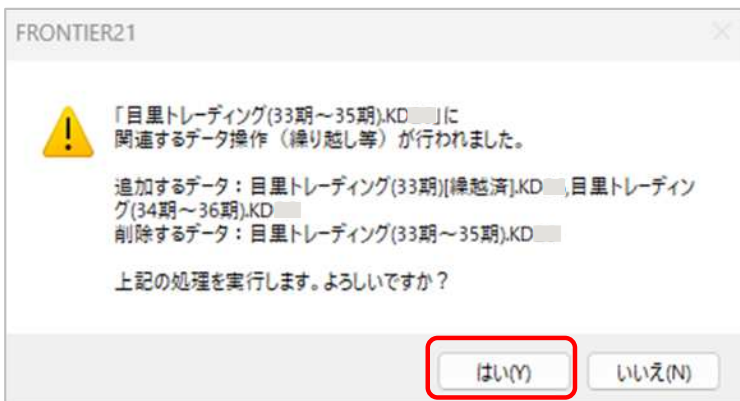 FRONTIER21
「目里トレーディング(33期～35期).KD」に
関連するデータ操作（繰り越し等）が行われました。
追加するデータ：目里トレーディング(33期)[繰越済].KD ,目里トレーディン
グ(34期～36期).KD
削除するデータ：目里トレーディング(33期～35期).KD
上記の処理を実行します。よろしいですか？
はい(Y)
いいえ(N)